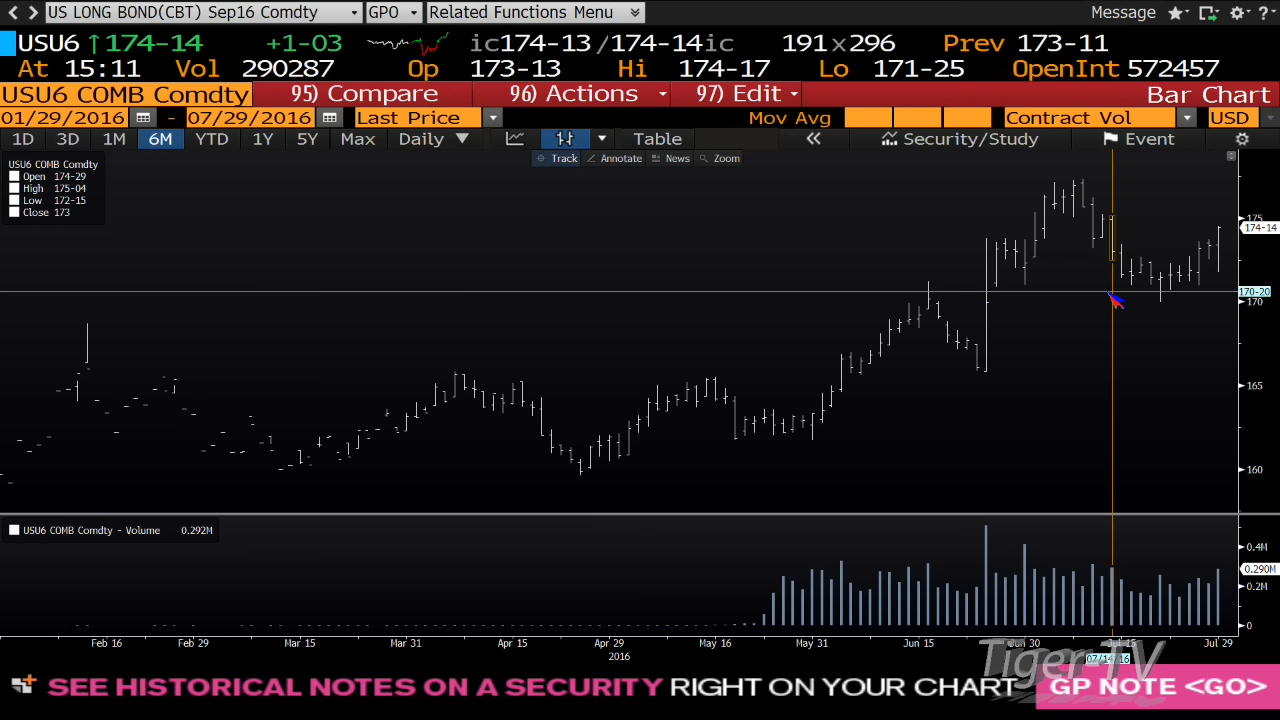 US LONG BOND(CBT) Sep16 Comdty GPO Related Functions Menu Message ?
USU6 ↑174-14 +1-03 ic174-13/174-14ic 191x296 Prev 173-11
At 15:11 Vol 290287 Op 173-13 Hi 174-17 Lo 171-25 OpenInt 572457
USU6 COMB Comdty 95) Compare 96) Actions 97) Edit Bar Chart
01/29/2016 - 07/29/2016 Last Price Mov Avg Contract Vol USD
1D 3D 1M 6M YTD 1Y 5Y Max Daily Table Security/Study Event
Track Annotate News Zoom
USU6 COMB Comdty
Open 174-29
High 175-04
Low 172-15
Close 173
175
174-14
170-20
170
165
160
USU6 COMB Comdty - Volume 0.292M
0.4M
0.290M
0.2M
0
Feb 16 Feb 29 Mar 15 Mar 31 Apr 15 Apr 29 May 16 May 31 Jun 15 Jun 30 Jul 15 Jul 29
2016 07/14/16
Tiger TV
SEE HISTORICAL NOTES ON A SECURITY RIGHT ON YOUR CHART GP NOTE <GO>